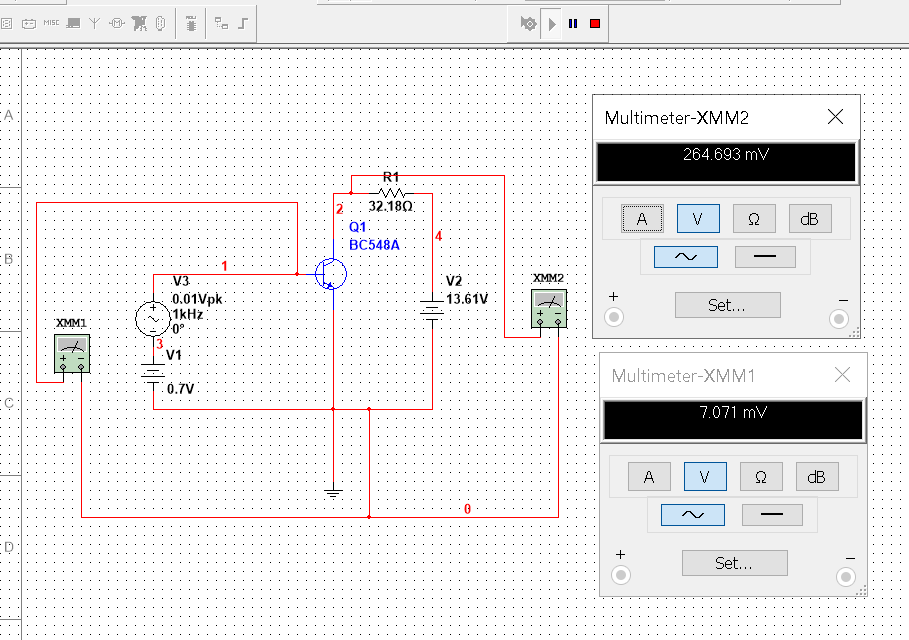 MISC
A
B
C
D
R1
32.18Ω
2
Q1
BC548A
4
1
V3
0.01Vpk
1kHz
0°
3
V1
0.7V
V2
13.61V
XMM1
+ −
XMM2
+ −
0
Multimeter-XMM2
264.693 mV
A V Ω dB
+ −
Set...
Multimeter-XMM1
7.071 mV
A V Ω dB
+ −
Set...